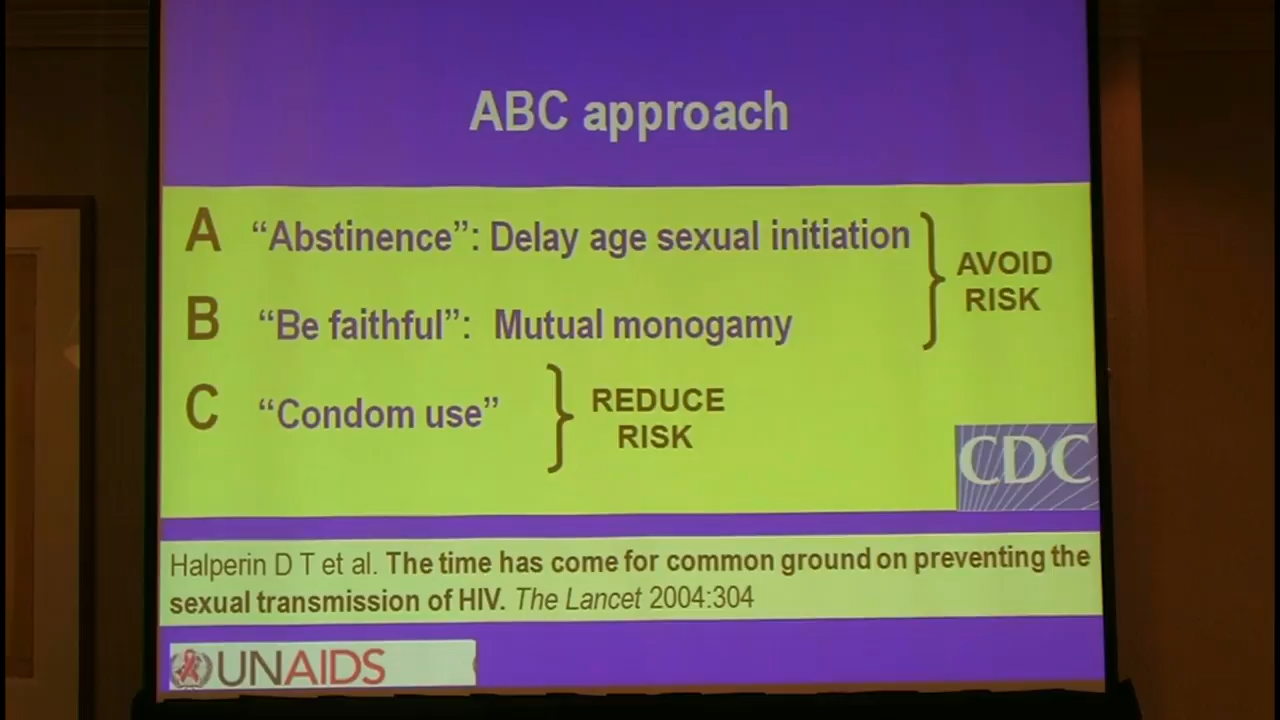 ABC approach
A "Abstinence": Delay age sexual initiation
AVOID
RISK
B "Be faithful": Mutual monogamy
C "Condom use"
REDUCE
RISK
CDC
Halperin D T et al. The time has come for common ground on preventing the
sexual transmission of HIV. The Lancet 2004:304
UNAIDS